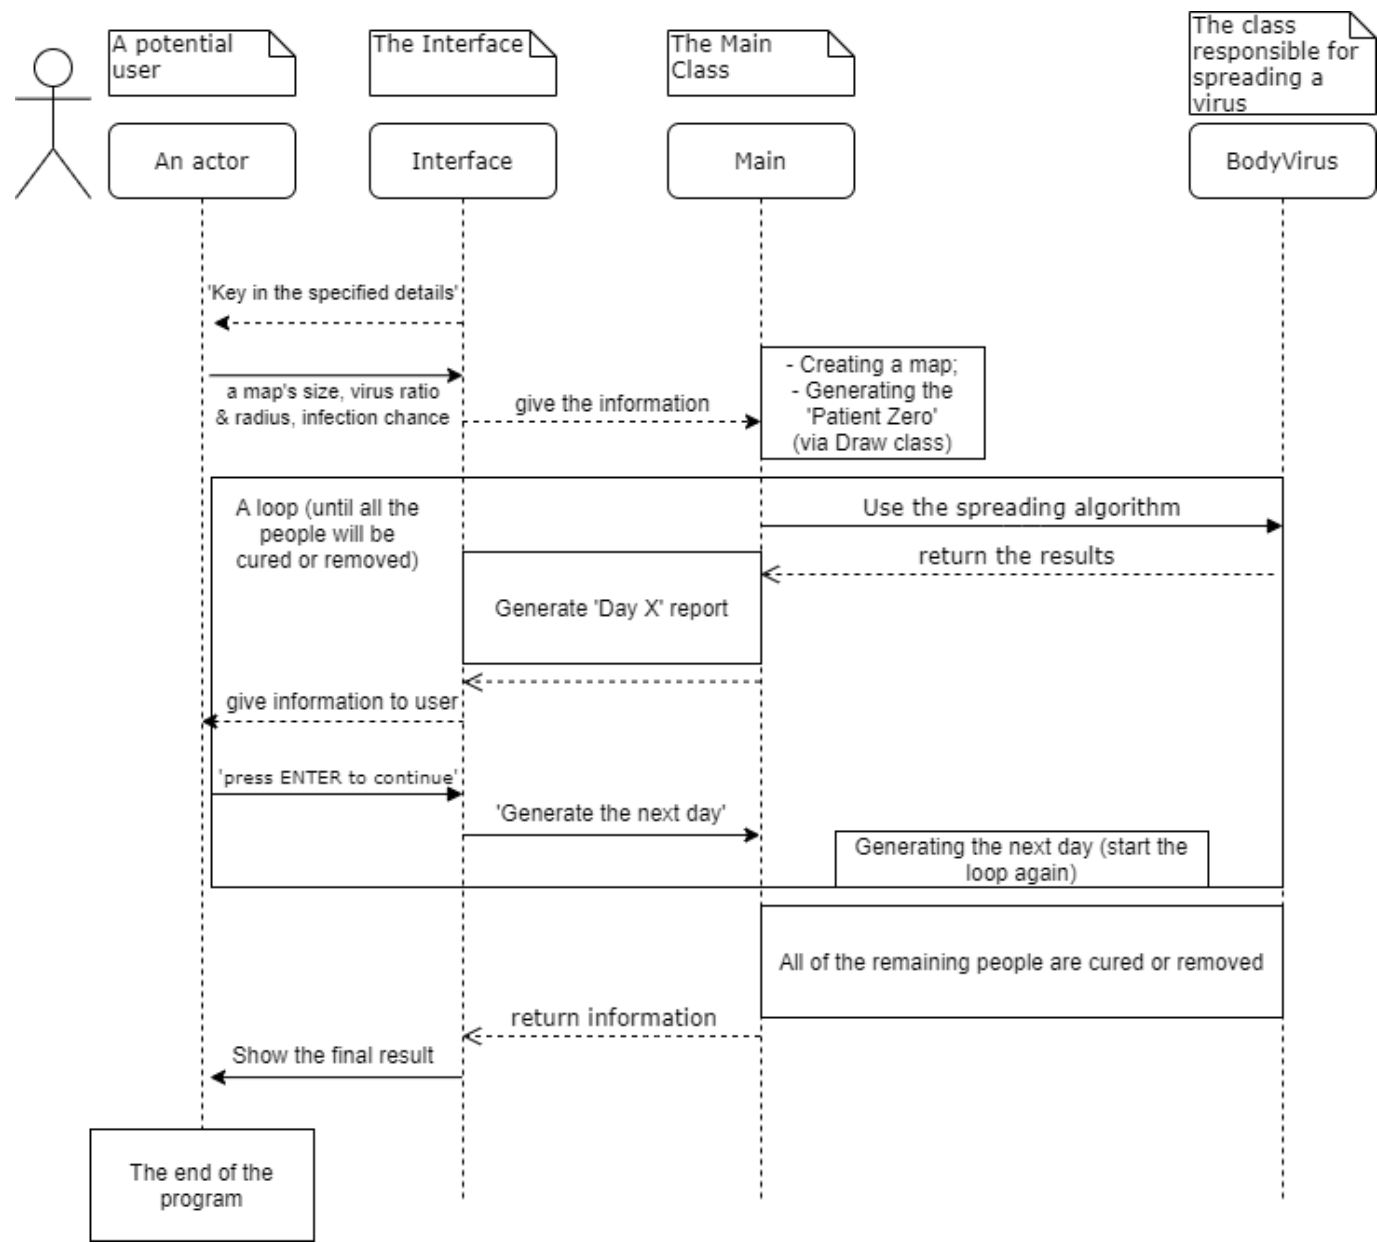 A potential
user
The Interface
The Main
Class
The class
responsible for
spreading a
virus
An actor
Interface
Main
BodyVirus
'Key in the specified details'
a map's size, virus ratio
& radius, infection chance
give the information
- Creating a map;
- Generating the
'Patient Zero'
(via Draw class)
A loop (until all the
people will be
cured or removed)
Use the spreading algorithm
return the results
Generate 'Day X' report
give information to user
'press ENTER to continue'
'Generate the next day'
Generating the next day (start the
loop again)
All of the remaining people are cured or removed
return information
Show the final result
The end of the
program